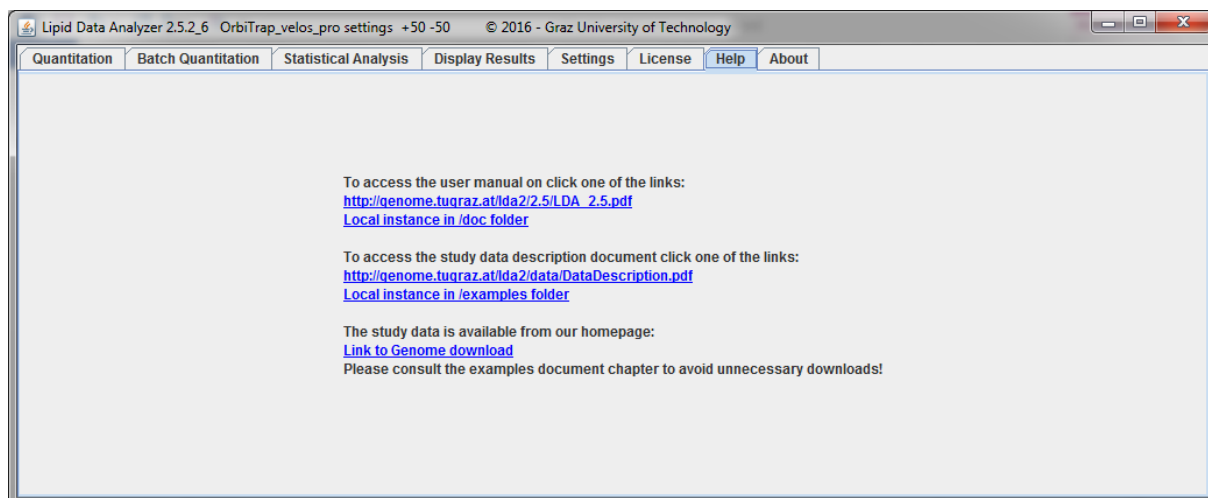 Lipid Data Analyzer 2.5.2_6 OrbiTrap_velos_pro settings +50 -50 © 2016 - Graz University of Technology
Quantitation Batch Quantitation Statistical Analysis Display Results Settings License Help About
To access the user manual on click one of the links:
http://genome.tugraz.at/lda2/2.5/LDA_2.5.pdf
Local instance in /doc folder
To access the study data description document click one of the links:
http://genome.tugraz.at/lda2/data/DataDescription.pdf
Local instance in /examples folder
The study data is available from our homepage:
Link to Genome download
Please consult the examples document chapter to avoid unnecessary downloads!